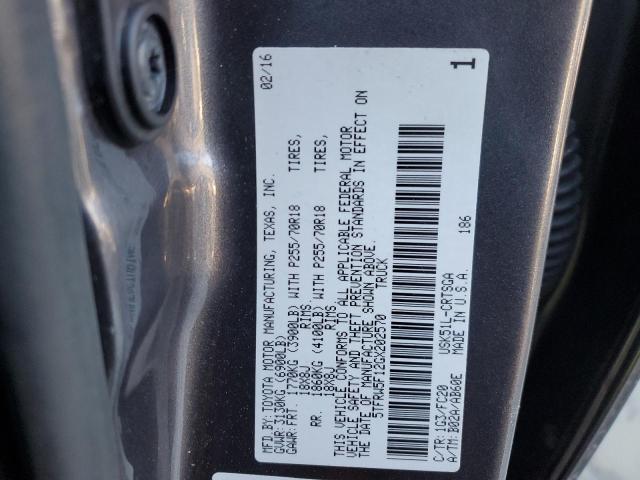 MFD.BY:TOYOTA MOTOR MANUFACTURING, TEXAS, INC. 02/16
GVWR:3130KG(6900LB)
GAWR:FRT. 1770KG(3900LB) WITH P255/70R18 TIRES,
18X8J RIMS
RR. 1860KG(4100LB) WITH P255/70R18 TIRES,
18X8J RIMS
THIS VEHICLE CONFORMS TO ALL APPLICABLE FEDERAL MOTOR
VEHICLE SAFETY AND THEFT PREVENTION STANDARDS IN EFFECT ON
THE DATE OF MANUFACTURE SHOWN ABOVE.
5TFRW5F12GX202570 TRUCK
1
USK51L-CRTSGA 186
C/TR:1G3/FC20 MADE IN U.S.A.
A/TM:B02A/AB60E